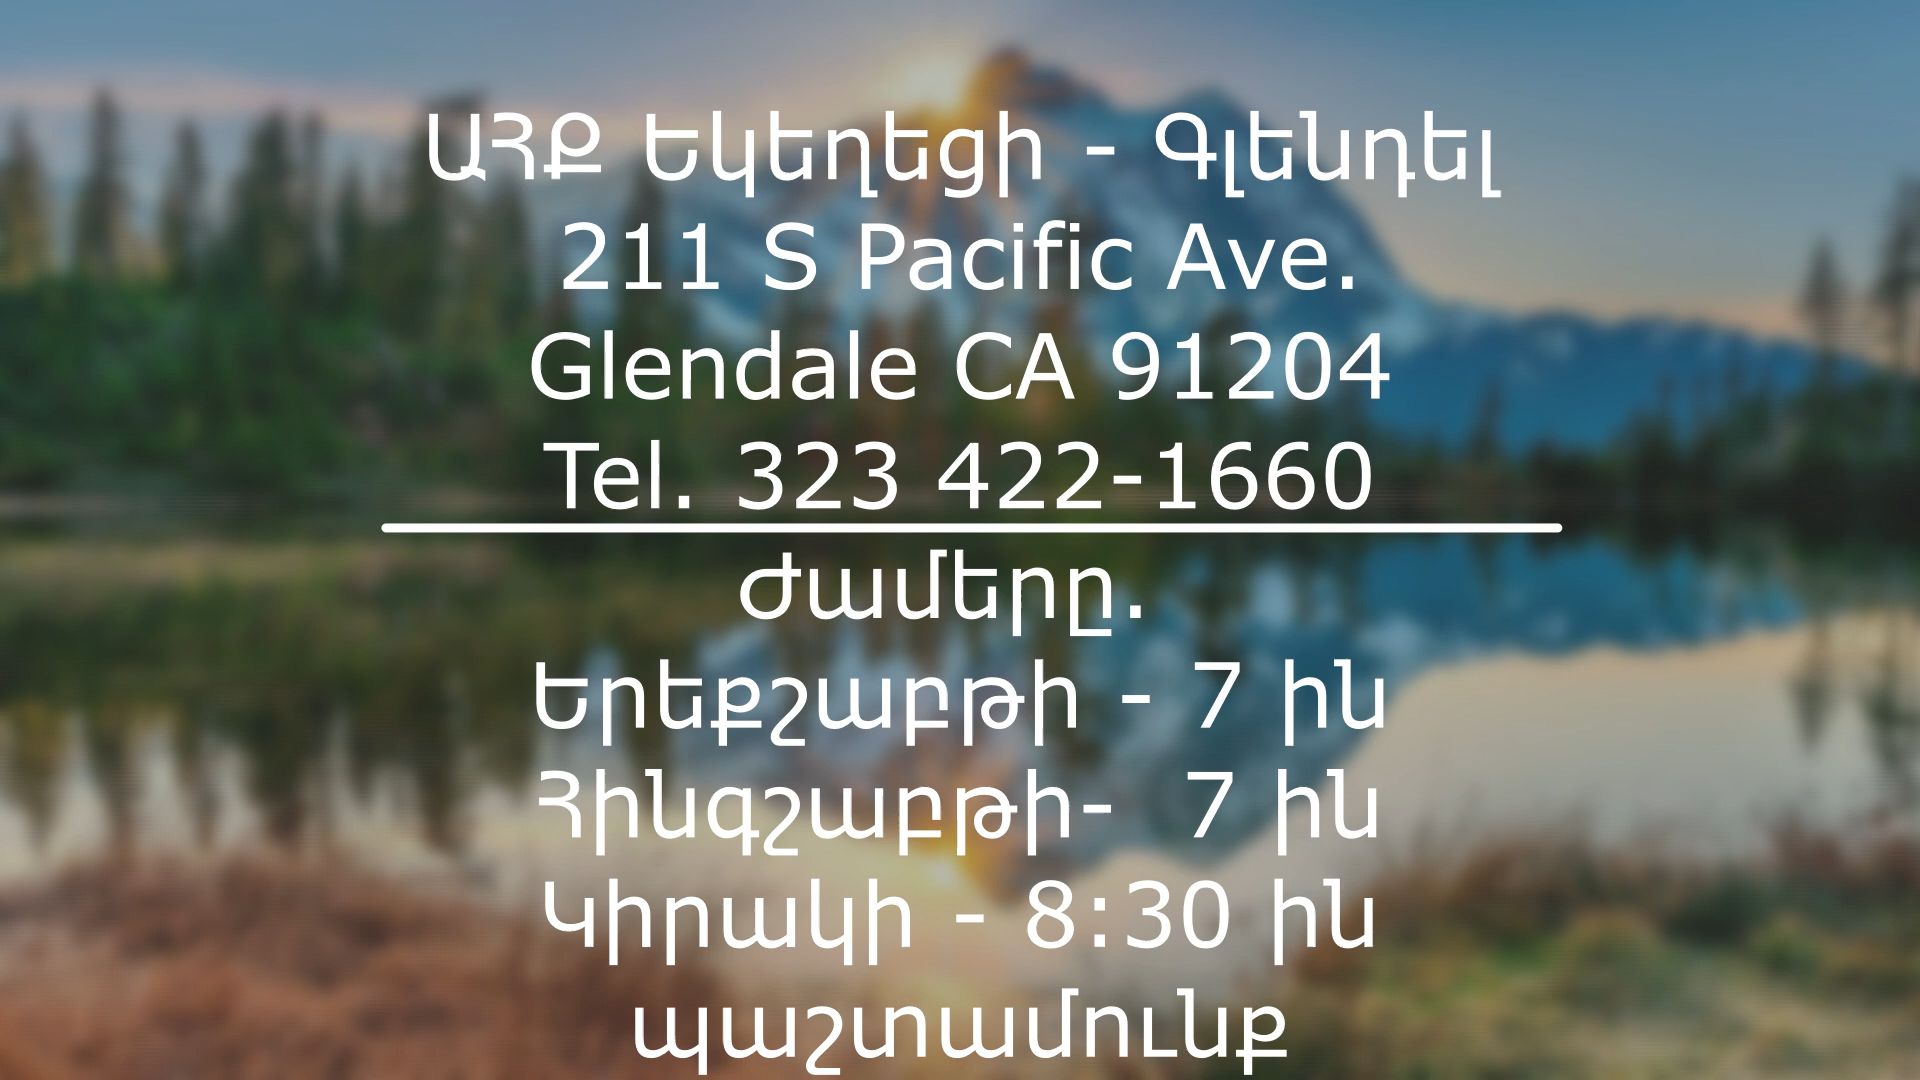 ԱՀՔ Եկեղեցի - Գլենդել
211 S Pacific Ave.
Glendale CA 91204
Tel. 323 422-1660
Ժամերը.
Երեքշաբթի - 7 ին
Հինգշաբթի- 7 ին
Կիրակի - 8:30 ին
պաշտամունք